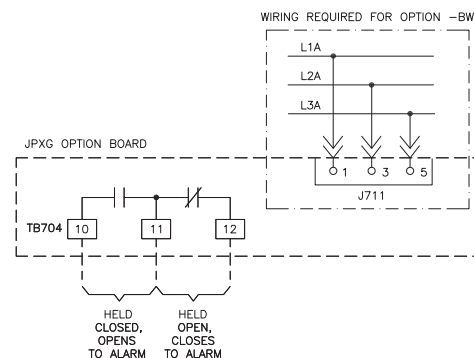 WIRING REQUIRED FOR OPTION -BW
L1A
L2A
L3A
JPXG OPTION BOARD
1 3 5
J711
TB704 10 11 12
HELD
CLOSED,
OPENS
TO ALARM
HELD
OPEN,
CLOSES
TO ALARM